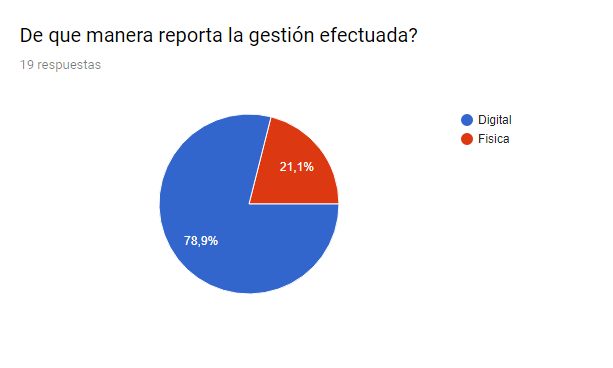 De que manera reporta la gestión efectuada?
19 respuestas
Digital
Física
21,1%
78,9%